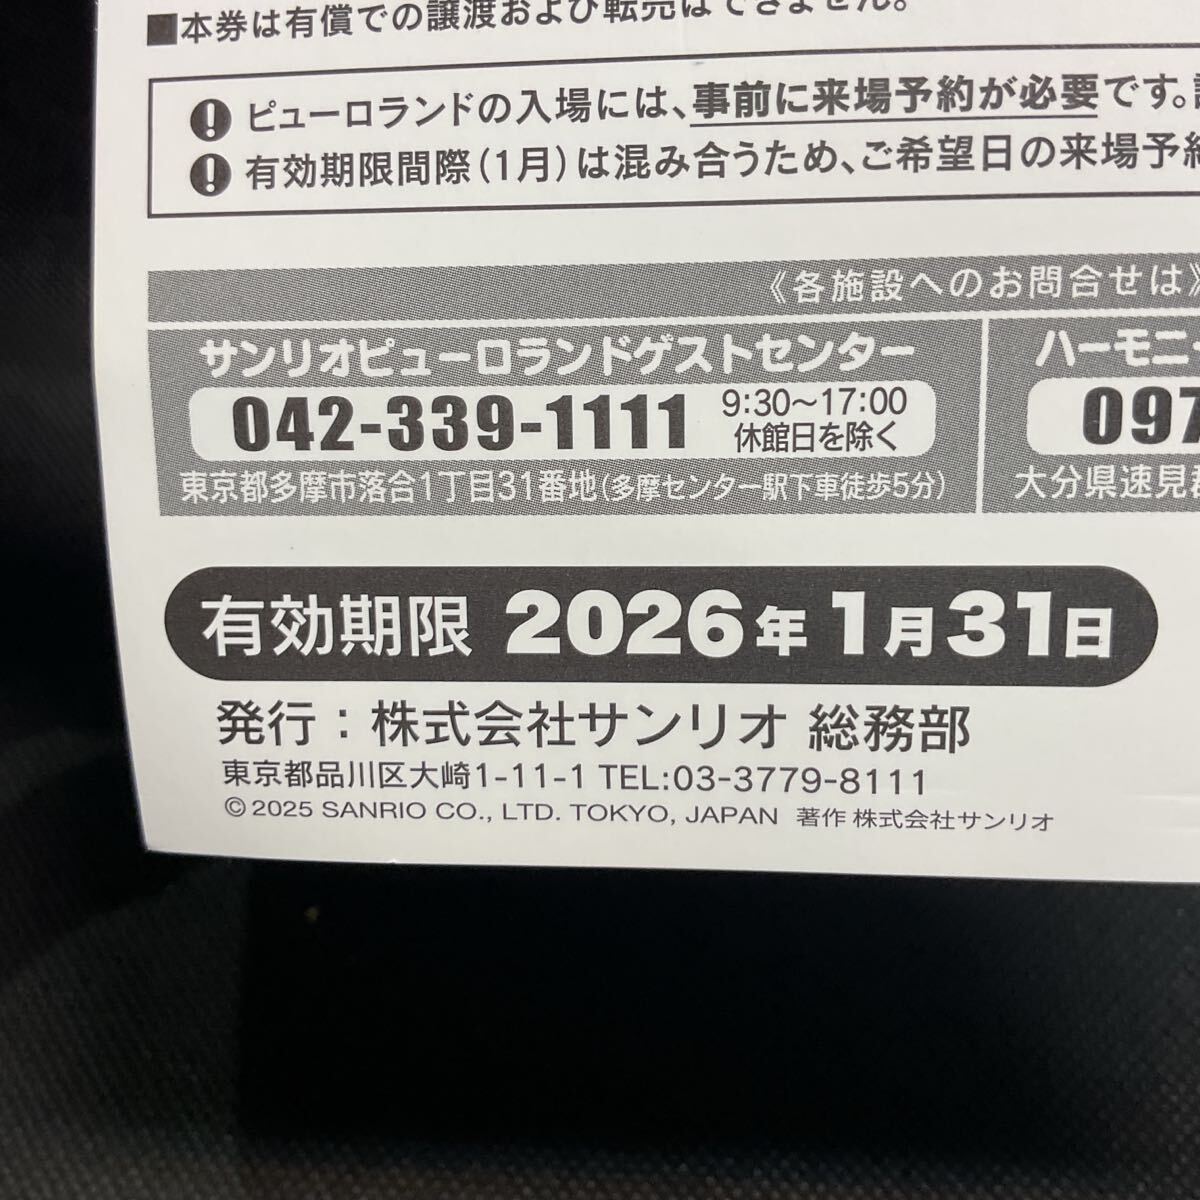 ■本券は有償での譲渡および転売はできません。
! ピューロランドの入場には、事前に来場予約が必要です。
! 有効期限間際(1月)は混み合うため、ご希望日の来場予約
《各施設へのお問合せは》
サンリオピューロランドゲストセンター
042-339-1111 9:30〜17:00 休館日を除く
東京都多摩市落合1丁目31番地(多摩センター駅下車徒歩5分)
ハーモニ
097
大分県速見郡
有効期限 2026年1月31日
発行:株式会社サンリオ 総務部
東京都品川区大崎1-11-1 TEL:03-3779-8111
©2025 SANRIO CO., LTD. TOKYO, JAPAN 著作 株式会社サンリオ